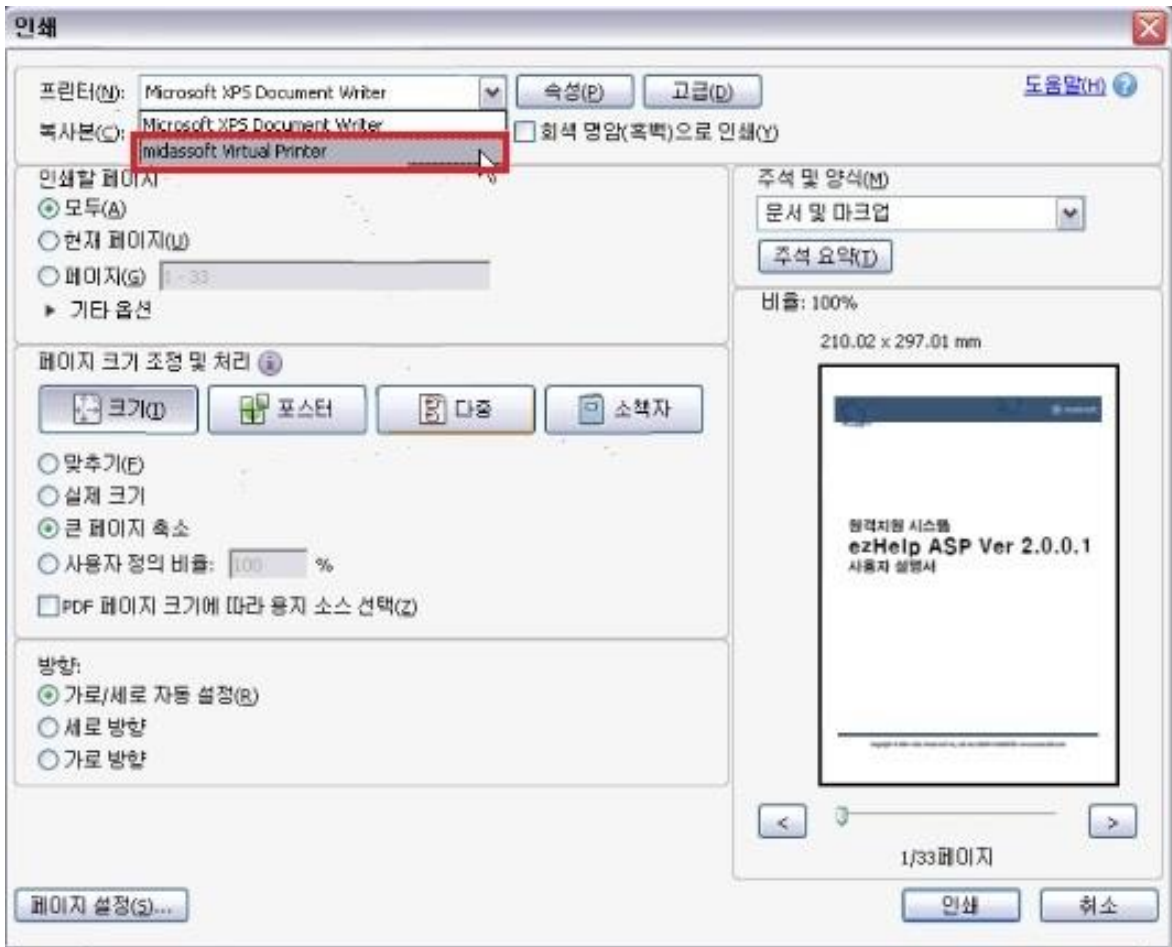 인쇄
프린터(N): Microsoft XPS Document Writer 속성(P) 고급(D) 도움말(H)
복사본(C): Microsoft XPS Document Writer 회색 명암(흑백)으로 인쇄(Y)
midassoft Virtual Printer
인쇄할 페이지
모두(A)
현재 페이지(U)
페이지(G) 1 - 33
기타 옵션
주석 및 양식(M)
문서 및 마크업
주석 요약(T)
페이지 크기 조정 및 처리
크기(I) 포스터 다중 소책자
맞추기(F)
실제 크기
큰 페이지 축소
사용자 정의 비율: 100 %
PDF 페이지 크기에 따라 용지 소스 선택(Z)
방향:
가로/세로 자동 설정(R)
세로 방향
가로 방향
비율: 100%
210.02 x 297.01 mm
원격지원 시스템
ezHelp ASP Ver 2.0.0.1
사용자 설명서
< >
1/33페이지
페이지 설정(S)... 인쇄 취소